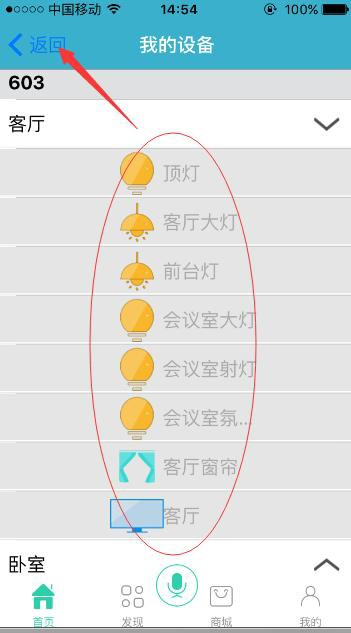 中国移动 14:54 100%
返回 我的设备
603
客厅
顶灯
客厅大灯
前台灯
会议室大灯
会议室射灯
会议室氛...
客厅窗帘
客厅
卧室
首页 发现 商城 我的